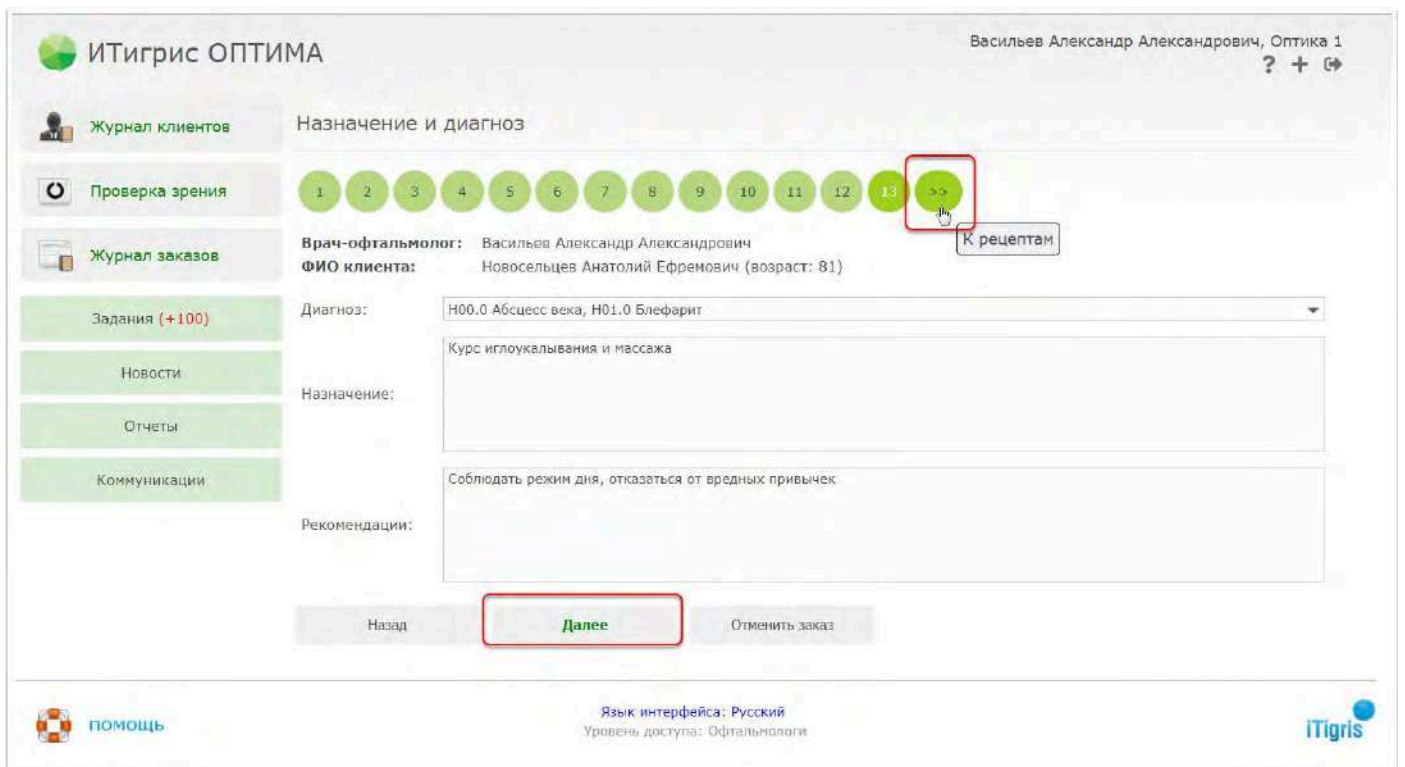 ИТигрис ОПТИМА
Васильев Александр Александрович, Оптика 1
? +
Журнал клиентов
Проверка зрения
Журнал заказов
Задания (+100)
Новости
Отчеты
Коммуникации
Назначение и диагноз
1 2 3 4 5 6 7 8 9 10 11 12 13 >>
К рецептам
Врач-офтальмолог: Васильев Александр Александрович
ФИО клиента: Новосельцев Анатолий Ефремович (возраст: 81)
Диагноз: H00.0 Абсцесс века, H01.0 Блефарит
Назначение: Курс иглоукалывания и массажа
Рекомендации: Соблюдать режим дня, отказаться от вредных привычек
Назад Далее Отменить заказ
ПОМОЩЬ
Язык интерфейса: Русский
Уровень доступа: Офтальмологи
iTigris